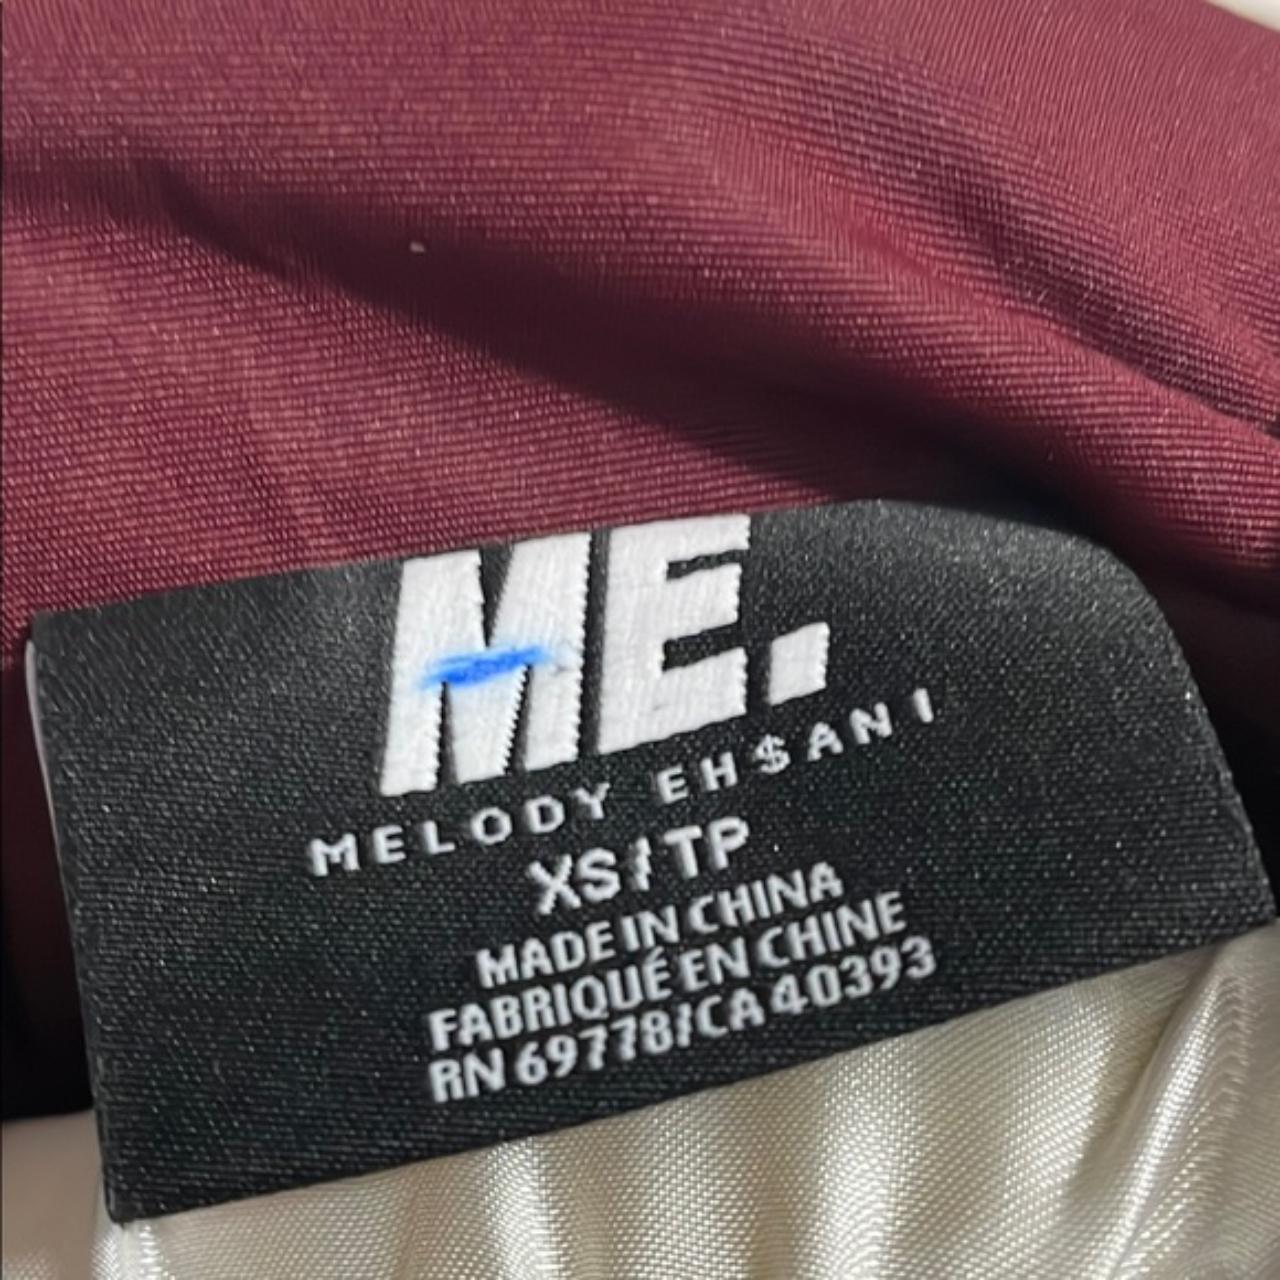 ME.
MELODY EH$ANI
XS/TP
MADE IN CHINA
FABRIQUÉ EN CHINE
RN 69778/CA 40393